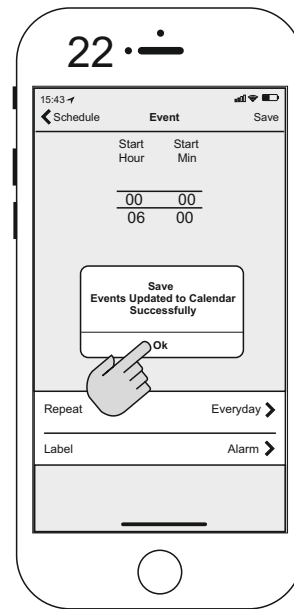 22
15:43
Schedule Event Save
Start Start
Hour Min
00 00
06 00
Save
Events Updated to Calendar
Successfully
Ok
Repeat Everyday
Label Alarm